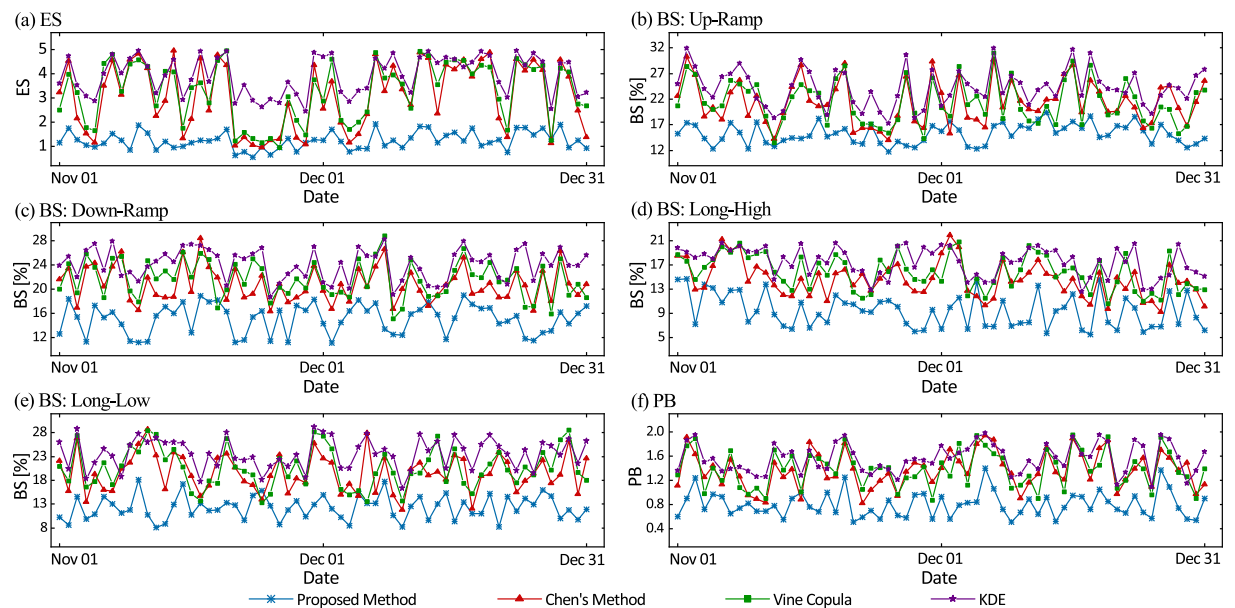 (a) ES
5
4
3
2
1
ES
Nov 01
Dec 01
Dec 31
Date
(b) BS: Up-Ramp
32
27
22
17
12
BS [%]
Nov 01
Dec 01
Dec 31
Date
(c) BS: Down-Ramp
28
24
20
16
12
BS [%]
Nov 01
Dec 01
Dec 31
Date
(d) BS: Long-High
21
17
13
9
5
BS [%]
Nov 01
Dec 01
Dec 31
Date
(e) BS: Long-Low
28
23
18
13
8
BS [%]
Nov 01
Dec 01
Dec 31
Date
(f) PB
2.0
1.6
1.2
0.8
0.4
PB
Nov 01
Dec 01
Dec 31
Date
Proposed Method
Chen's Method
Vine Copula
KDE